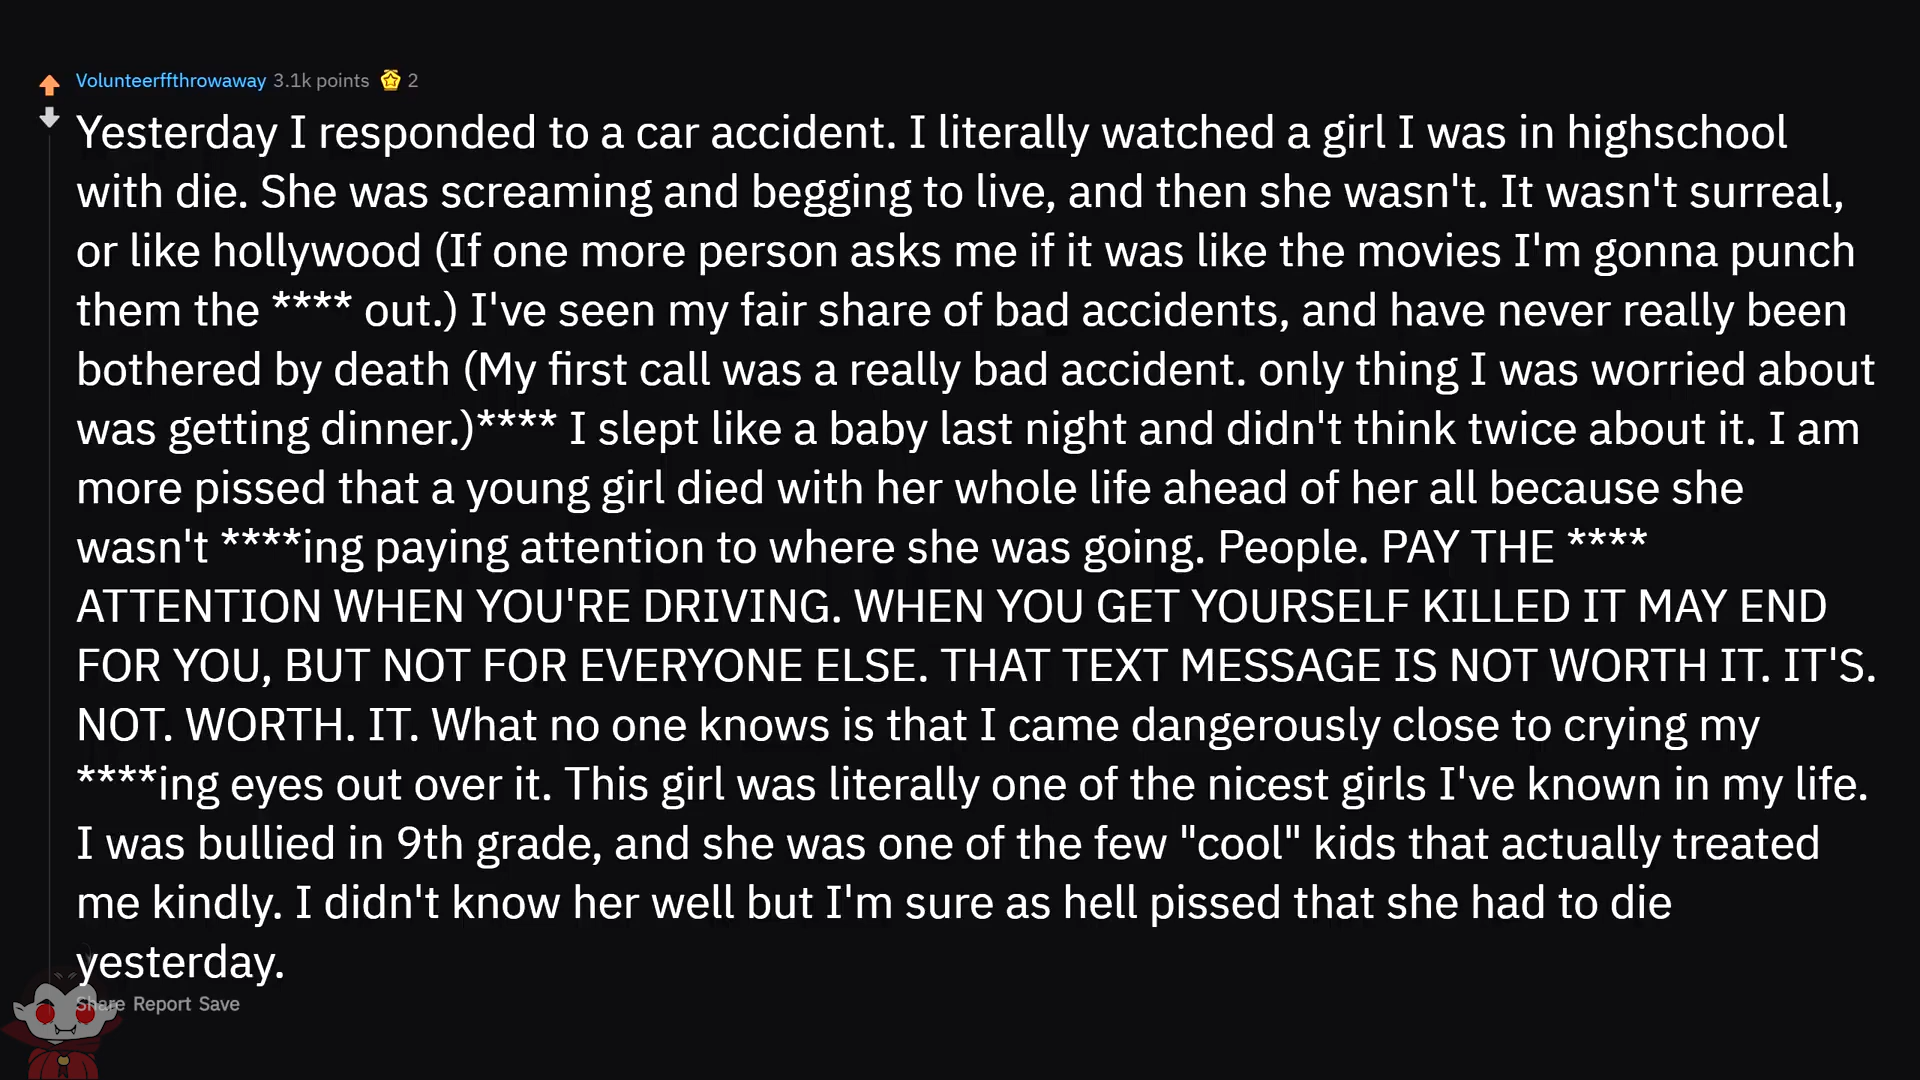 Volunteerffthrowaway 3.1k points 2
Yesterday I responded to a car accident. I literally watched a girl I was in highschool
with die. She was screaming and begging to live, and then she wasn't. It wasn't surreal,
or like hollywood (If one more person asks me if it was like the movies I'm gonna punch
them the **** out.) I've seen my fair share of bad accidents, and have never really been
bothered by death (My first call was a really bad accident. only thing I was worried about
was getting dinner.)**** I slept like a baby last night and didn't think twice about it. I am
more pissed that a young girl died with her whole life ahead of her all because she
wasn't ****ing paying attention to where she was going. People. PAY THE ****
ATTENTION WHEN YOU'RE DRIVING. WHEN YOU GET YOURSELF KILLED IT MAY END
FOR YOU, BUT NOT FOR EVERYONE ELSE. THAT TEXT MESSAGE IS NOT WORTH IT. IT'S.
NOT. WORTH. IT. What no one knows is that I came dangerously close to crying my
****ing eyes out over it. This girl was literally one of the nicest girls I've known in my life.
I was bullied in 9th grade, and she was one of the few "cool" kids that actually treated
me kindly. I didn't know her well but I'm sure as hell pissed that she had to die
yesterday.
Share Report Save